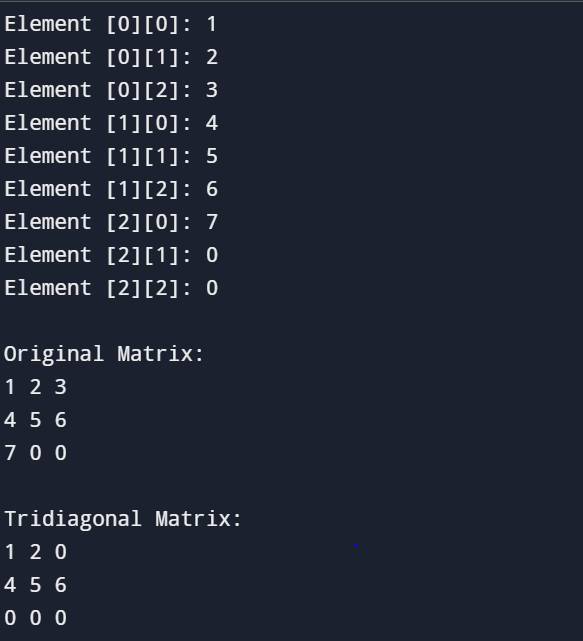 Element [0][0]: 1
Element [0][1]: 2
Element [0][2]: 3
Element [1][0]: 4
Element [1][1]: 5
Element [1][2]: 6
Element [2][0]: 7
Element [2][1]: 0
Element [2][2]: 0
Original Matrix:
1 2 3
4 5 6
7 0 0
Tridiagonal Matrix:
1 2 0
4 5 6
0 0 0